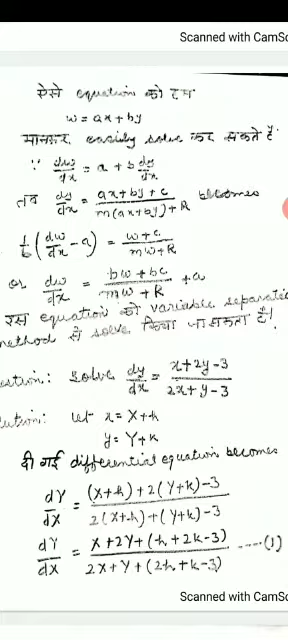 Scanned with CamSc
ऐसे equation को हम
w = ax + by
मानकर easily solve कर सकते हैं
∵ dw/dx = a + b dy/dx
तब dy/dx = (ax+by+c)/(m(ax+by)+k) becomes
1/b (dw/dx - a) = (w+c)/(mw+k)
or dw/dx = (bw+bc)/(mw+k) + a
इस equation को variable separatio
method से solve किया जा सकता है।
estion: Solve dy/dx = (x+2y-3)/(2x+y-3)
lution: let x = X+h
y = Y+k
दी गई differential equation becomes
dY/dX = ((X+h)+2(Y+k)-3)/(2(X+h)+(Y+k)-3)
dY/dX = (X+2Y+(h+2k-3))/(2X+Y+(2h+k-3)) ----(1)
Scanned with CamSc